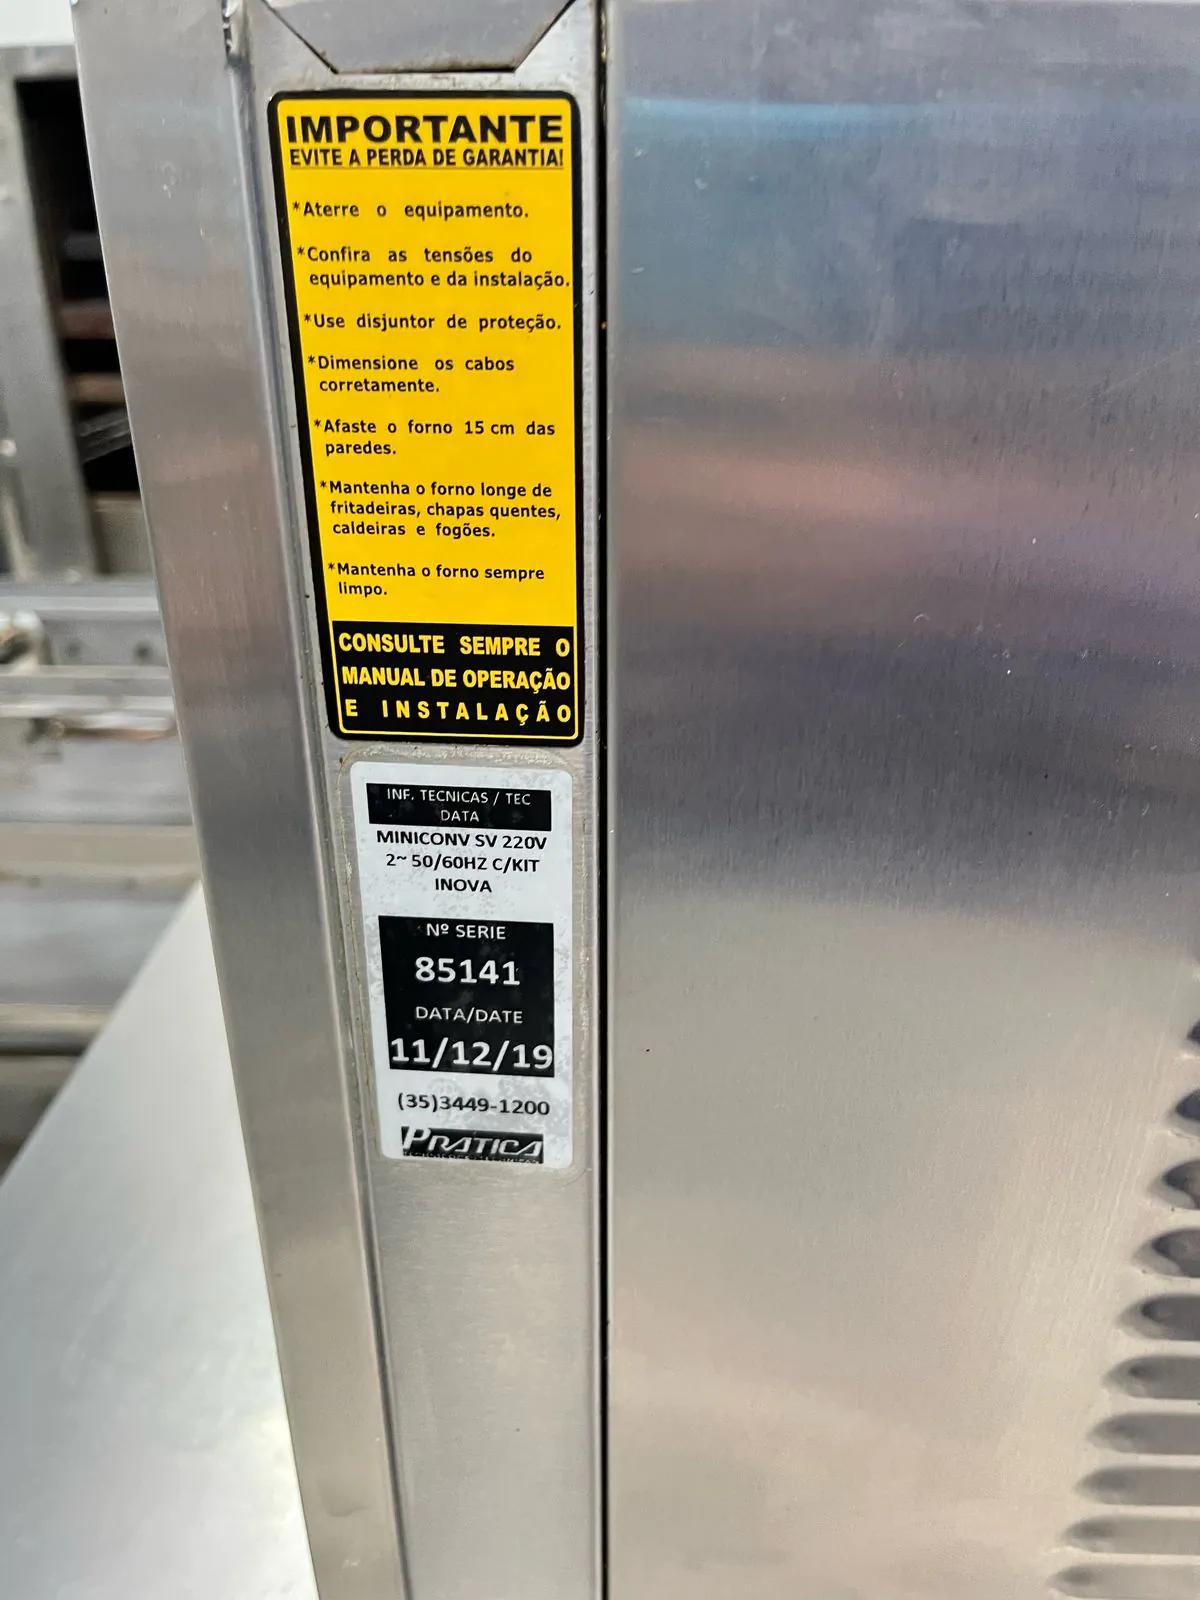 IMPORTANTE
EVITE A PERDA DE GARANTIA!
*Aterre o equipamento.
*Confira as tensões do
equipamento e da instalação.
*Use disjuntor de proteção.
*Dimensione os cabos
corretamente.
*Afaste o forno 15 cm das
paredes.
*Mantenha o forno longe de
fritadeiras, chapas quentes,
caldeiras e fogões.
*Mantenha o forno sempre
limpo.
CONSULTE SEMPRE O
MANUAL DE OPERAÇÃO
E INSTALAÇÃO
INF. TECNICAS / TEC
DATA
MINICONV SV 220V
2~ 50/60HZ C/KIT
INOVA
Nº SERIE
85141
DATA/DATE
11/12/19
(35)3449-1200
PRATICA